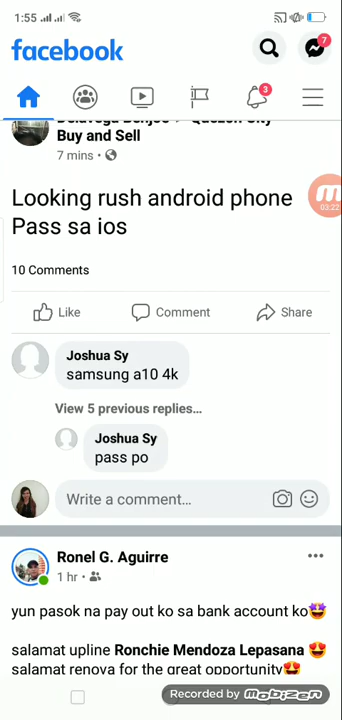 1:55
facebook
7
3
Buy and Sell
7 mins
Looking rush android phone
Pass sa ios
03:22
10 Comments
Like
Comment
Share
Joshua Sy
samsung a10 4k
View 5 previous replies...
Joshua Sy
pass po
Write a comment...
Ronel G. Aguirre
1 hr
yun pasok na pay out ko sa bank account ko🤩
salamat upline Ronchie Mendoza Lepasana 😍
salamat renova for the great opportunity😍
Recorded by mobizen